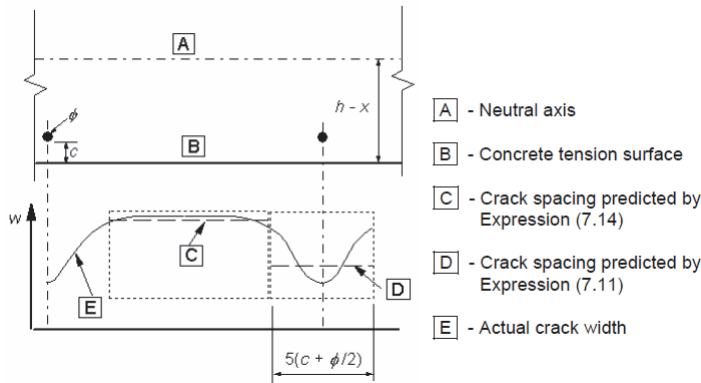 A
h - x
ϕ
c
B
w
C
D
E
5(c + ϕ/2)
A - Neutral axis
B - Concrete tension surface
C - Crack spacing predicted by
Expression (7.14)
D - Crack spacing predicted by
Expression (7.11)
E - Actual crack width